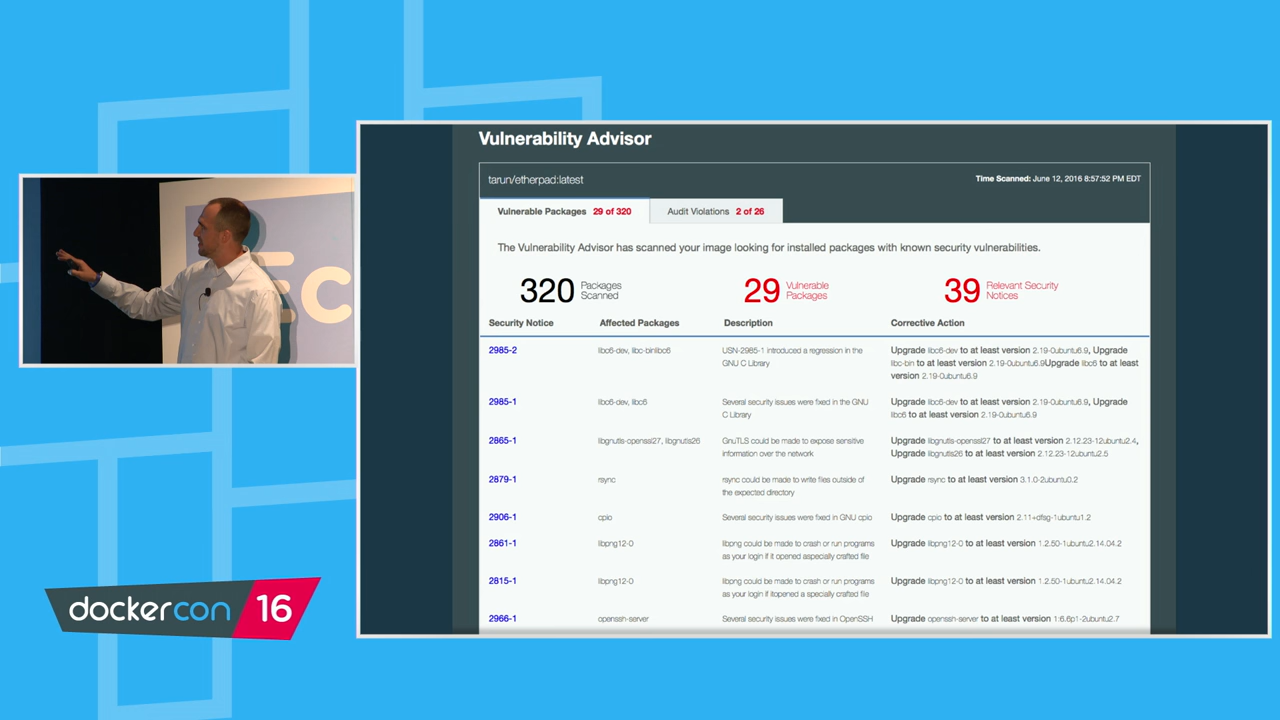 Vulnerability Advisor
tarun/etherpad:latest
Time Scanned: June 12, 2016 8:57:52 PM EDT
Vulnerable Packages 29 of 320
Audit Violations 2 of 26
The Vulnerability Advisor has scanned your image looking for installed packages with known security vulnerabilities.
320 Packages Scanned
29 Vulnerable Packages
39 Relevant Security Notices
Security Notice Affected Packages Description Corrective Action
2985-2 libc6-dev, libc-binlibc6 USN-2985-1 introduced a regression in the Upgrade libc6-dev to at least version 2.19-0ubuntu6.9, Upgrade
GNU C Library libc-bin to at least version 2.19-0ubuntu6.9Upgrade libc6 to at least
version 2.19-0ubuntu6.9
2985-1 libc6-dev, libc6 Several security issues were fixed in the GNU Upgrade libc6-dev to at least version 2.19-0ubuntu6.9, Upgrade
C Library libc6 to at least version 2.19-0ubuntu6.9
2865-1 libgnutls-openssl27, libgnutls26 GnuTLS could be made to expose sensitive Upgrade libgnutls-openssl27 to at least version 2.12.23-12ubuntu2.4,
information over the network Upgrade libgnutls26 to at least version 2.12.23-12ubuntu2.5
2879-1 rsync rsync could be made to write files outside of Upgrade rsync to at least version 3.1.0-2ubuntu0.2
the expected directory
2906-1 cpio Several security issues were fixed in GNU cpio Upgrade cpio to at least version 2.11+dfsg-1ubuntu1.2
2861-1 libpng12-0 libpng could be made to crash or run programs Upgrade libpng12-0 to at least version 1.2.50-1ubuntu2.14.04.2
as your login if it opened aspecially crafted file
2815-1 libpng12-0 libpng could be made to crash or run programs Upgrade libpng12-0 to at least version 1.2.50-1ubuntu2.14.04.2
as your login if itopened a specially crafted file
2966-1 openssh-server Several security issues were fixed in OpenSSH Upgrade openssh-server to at least version 1:6.6p1-2ubuntu2.7
dockercon 16